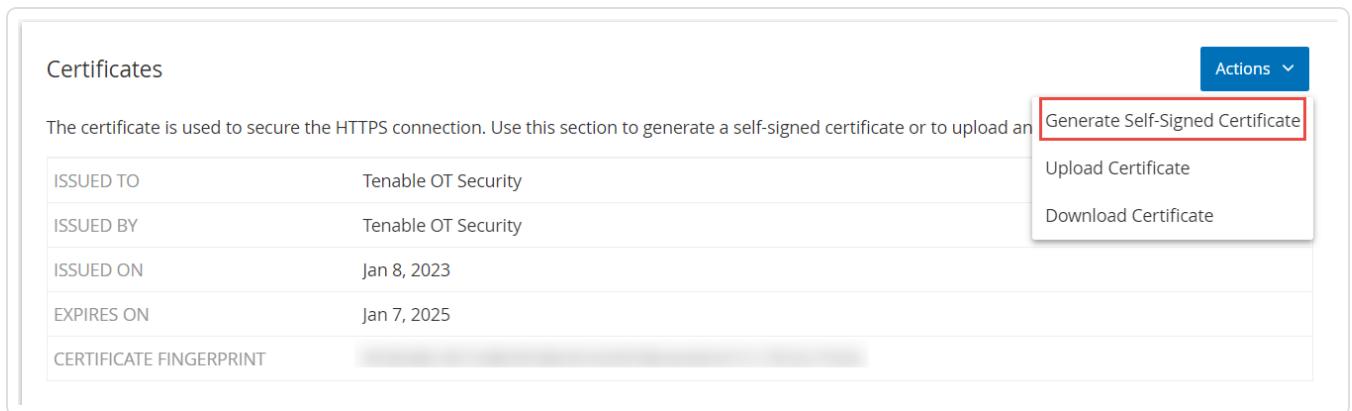 Certificates
Actions
The certificate is used to secure the HTTPS connection. Use this section to generate a self-signed certificate or to upload an
Generate Self-Signed Certificate
Upload Certificate
Download Certificate
ISSUED TO Tenable OT Security
ISSUED BY Tenable OT Security
ISSUED ON Jan 8, 2023
EXPIRES ON Jan 7, 2025
CERTIFICATE FINGERPRINT